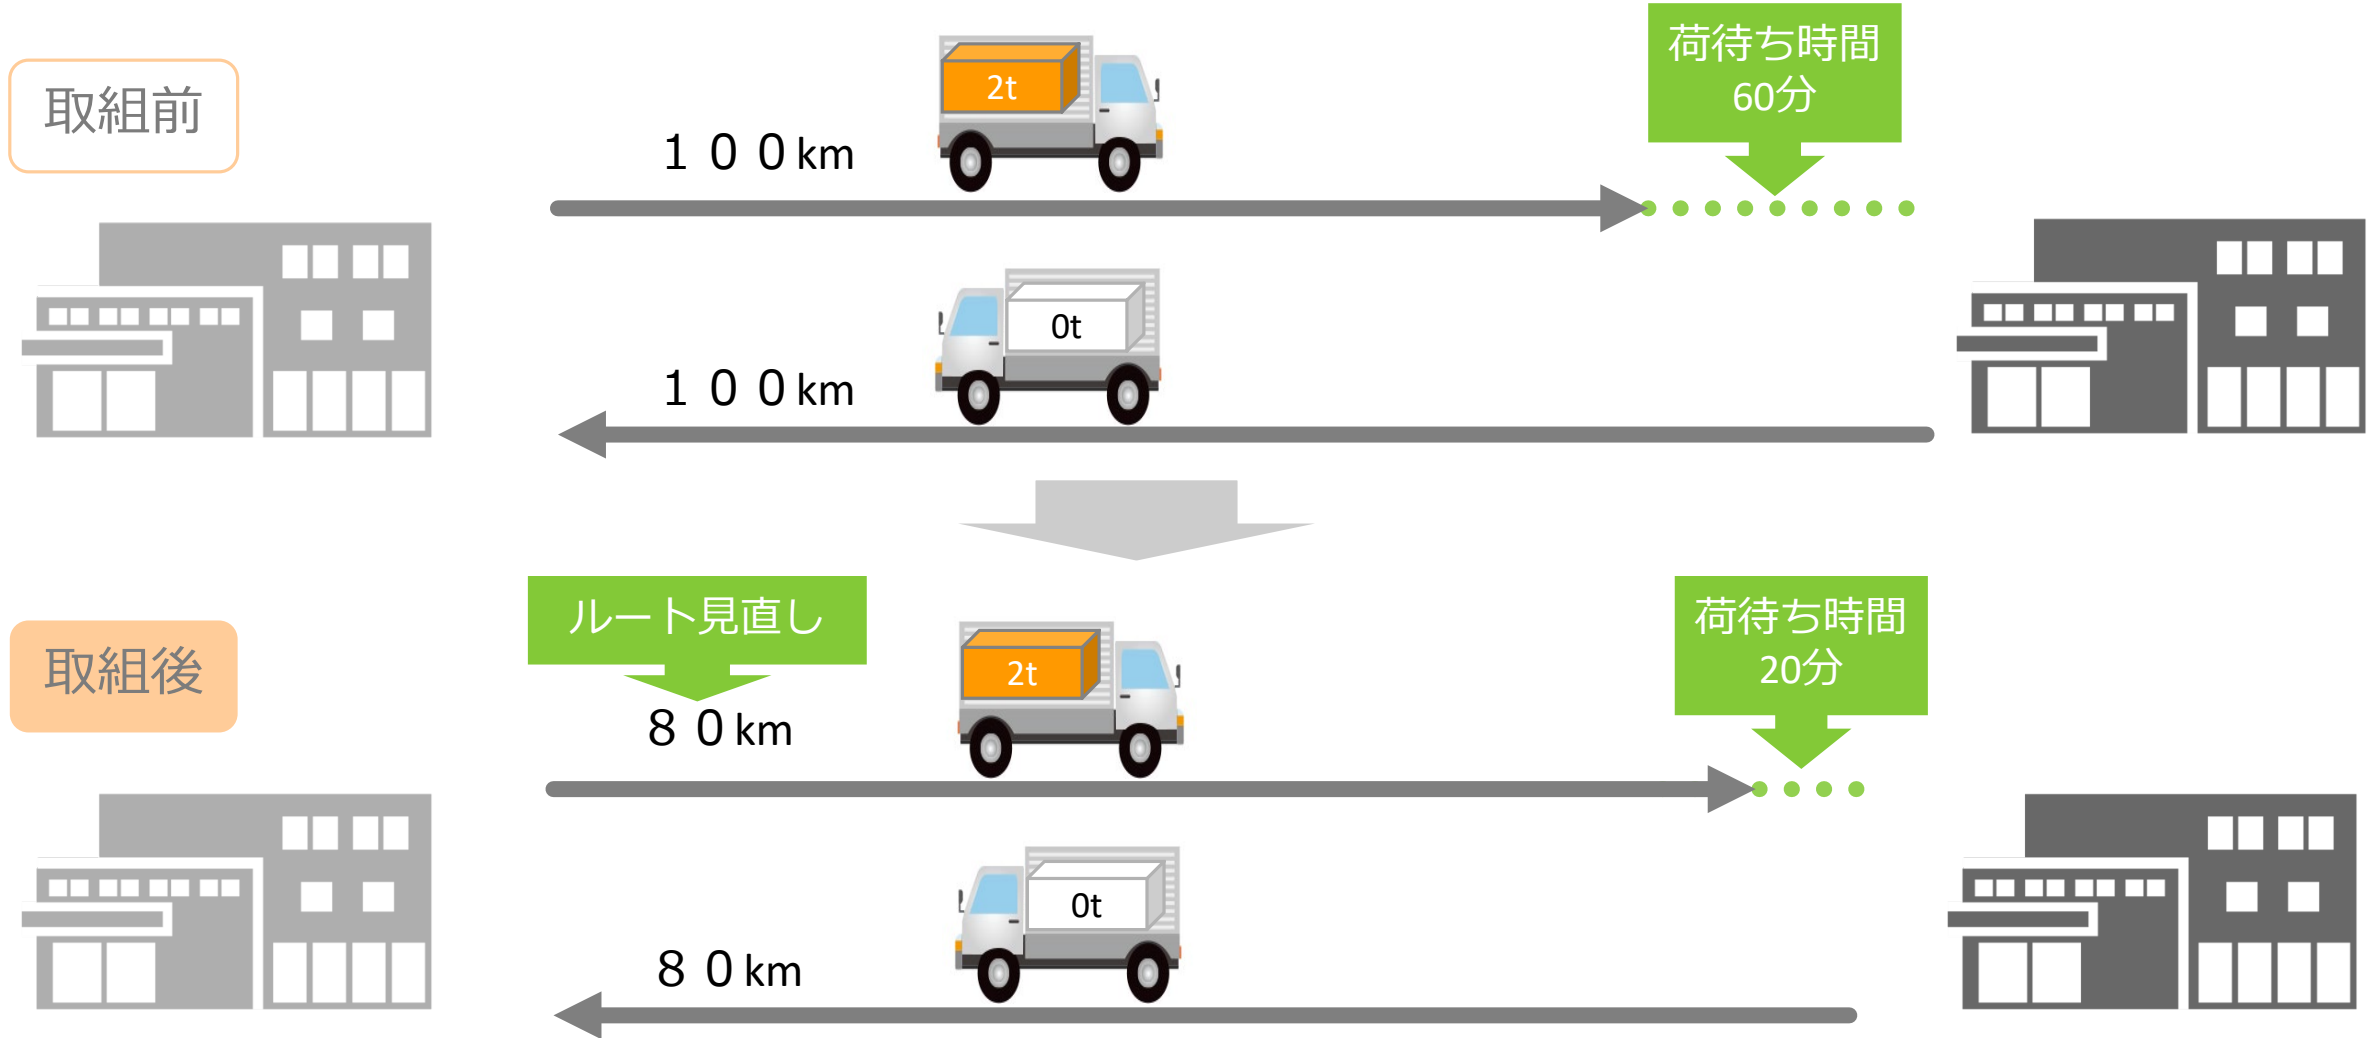 取組前
荷待ち時間
60分
2t
１００km
0t
１００km
取組後
ルート見直し
荷待ち時間
20分
2t
８０km
0t
８０km